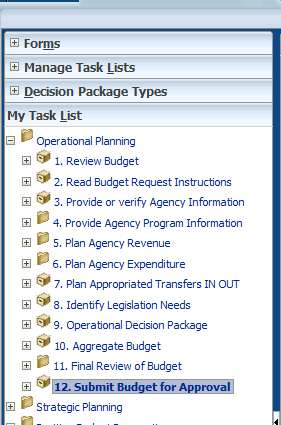 Forms
Manage Task Lists
Decision Package Types
My Task List
Operational Planning
1. Review Budget
2. Read Budget Request Instructions
3. Provide or verify Agency Information
4. Provide Agency Program Information
5. Plan Agency Revenue
6. Plan Agency Expenditure
7. Plan Appropriated Transfers IN OUT
8. Identify Legislation Needs
9. Operational Decision Package
10. Aggregate Budget
11. Final Review of Budget
12. Submit Budget for Approval
Strategic Planning